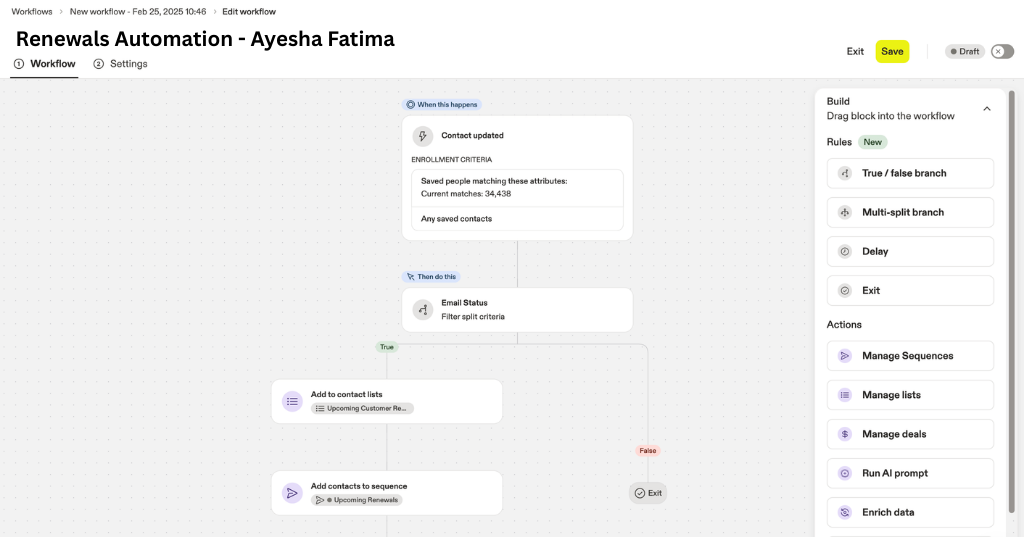 Workflows > New workflow - Feb 25, 2025 10:46 > Edit workflow
Renewals Automation - Ayesha Fatima
1 Workflow 2 Settings
Exit Save Draft
When this happens
Contact updated
ENROLLMENT CRITERIA
Saved people matching these attributes:
Current matches: 34,438
Any saved contacts
Then do this
Email Status
Filter split criteria
True
Add to contact lists
Upcoming Customer Re...
Add contacts to sequence
Upcoming Renewals
False
Exit
Build
Drag block into the workflow
Rules New
True / false branch
Multi-split branch
Delay
Exit
Actions
Manage Sequences
Manage lists
Manage deals
Run AI prompt
Enrich data